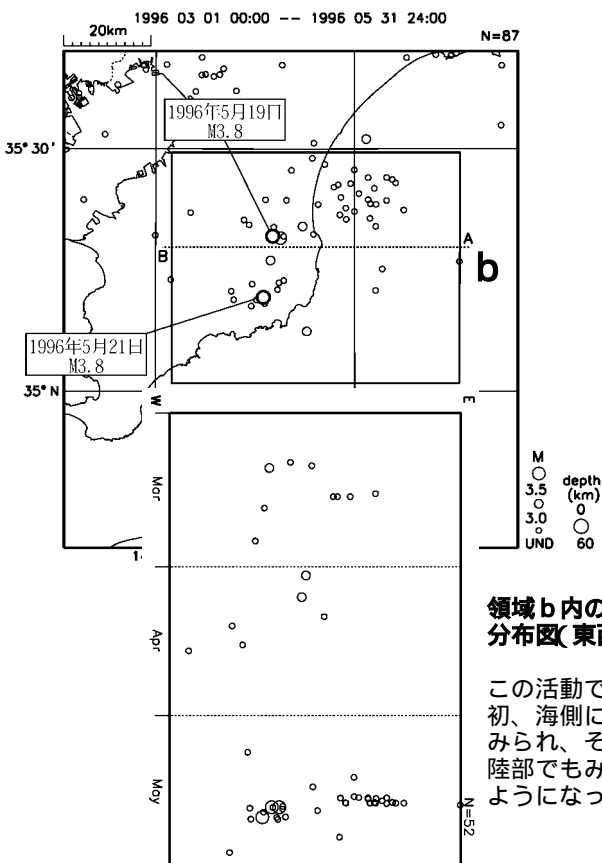 1996 03 01 00:00 -- 1996 05 31 24:00
20km
N=87
1996年5月19日
M3.8
35° 30'
A
B
b
1996年5月21日
M3.8
35° N
W
E
Mar
M
3.5
3.0
UND
depth
(km)
0
60
1
Apr
May
N=52
領域b内の
分布図(東西
この活動で
初、海側に
みられ、そ
陸部でもみ
ようになっ